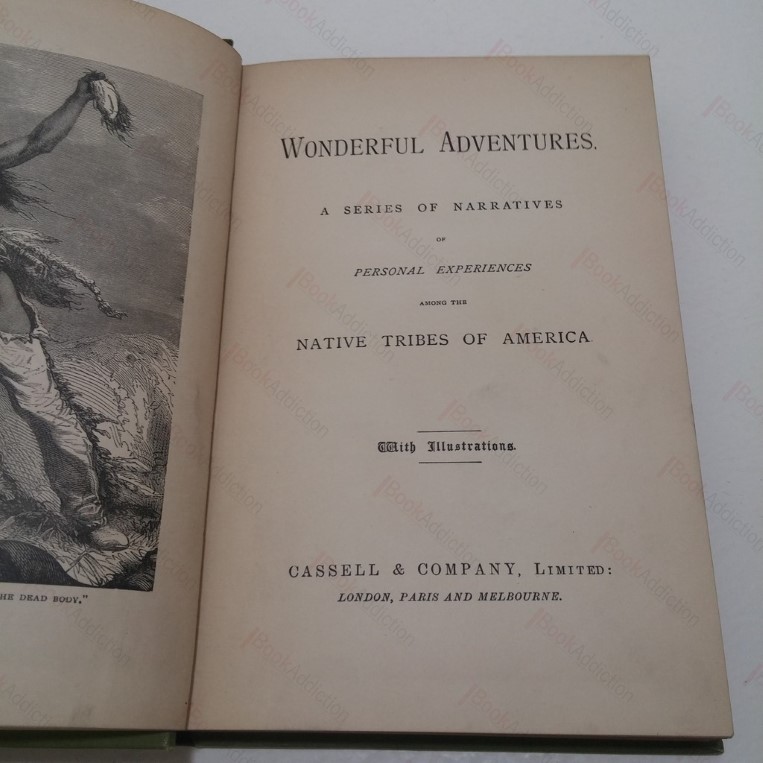 HE DEAD BODY."
WONDERFUL ADVENTURES.
A SERIES OF NARRATIVES
OF
PERSONAL EXPERIENCES
AMONG THE
NATIVE TRIBES OF AMERICA
With Illustrations.
CASSELL & COMPANY, LIMITED:
LONDON, PARIS AND MELBOURNE.
BookAddiction